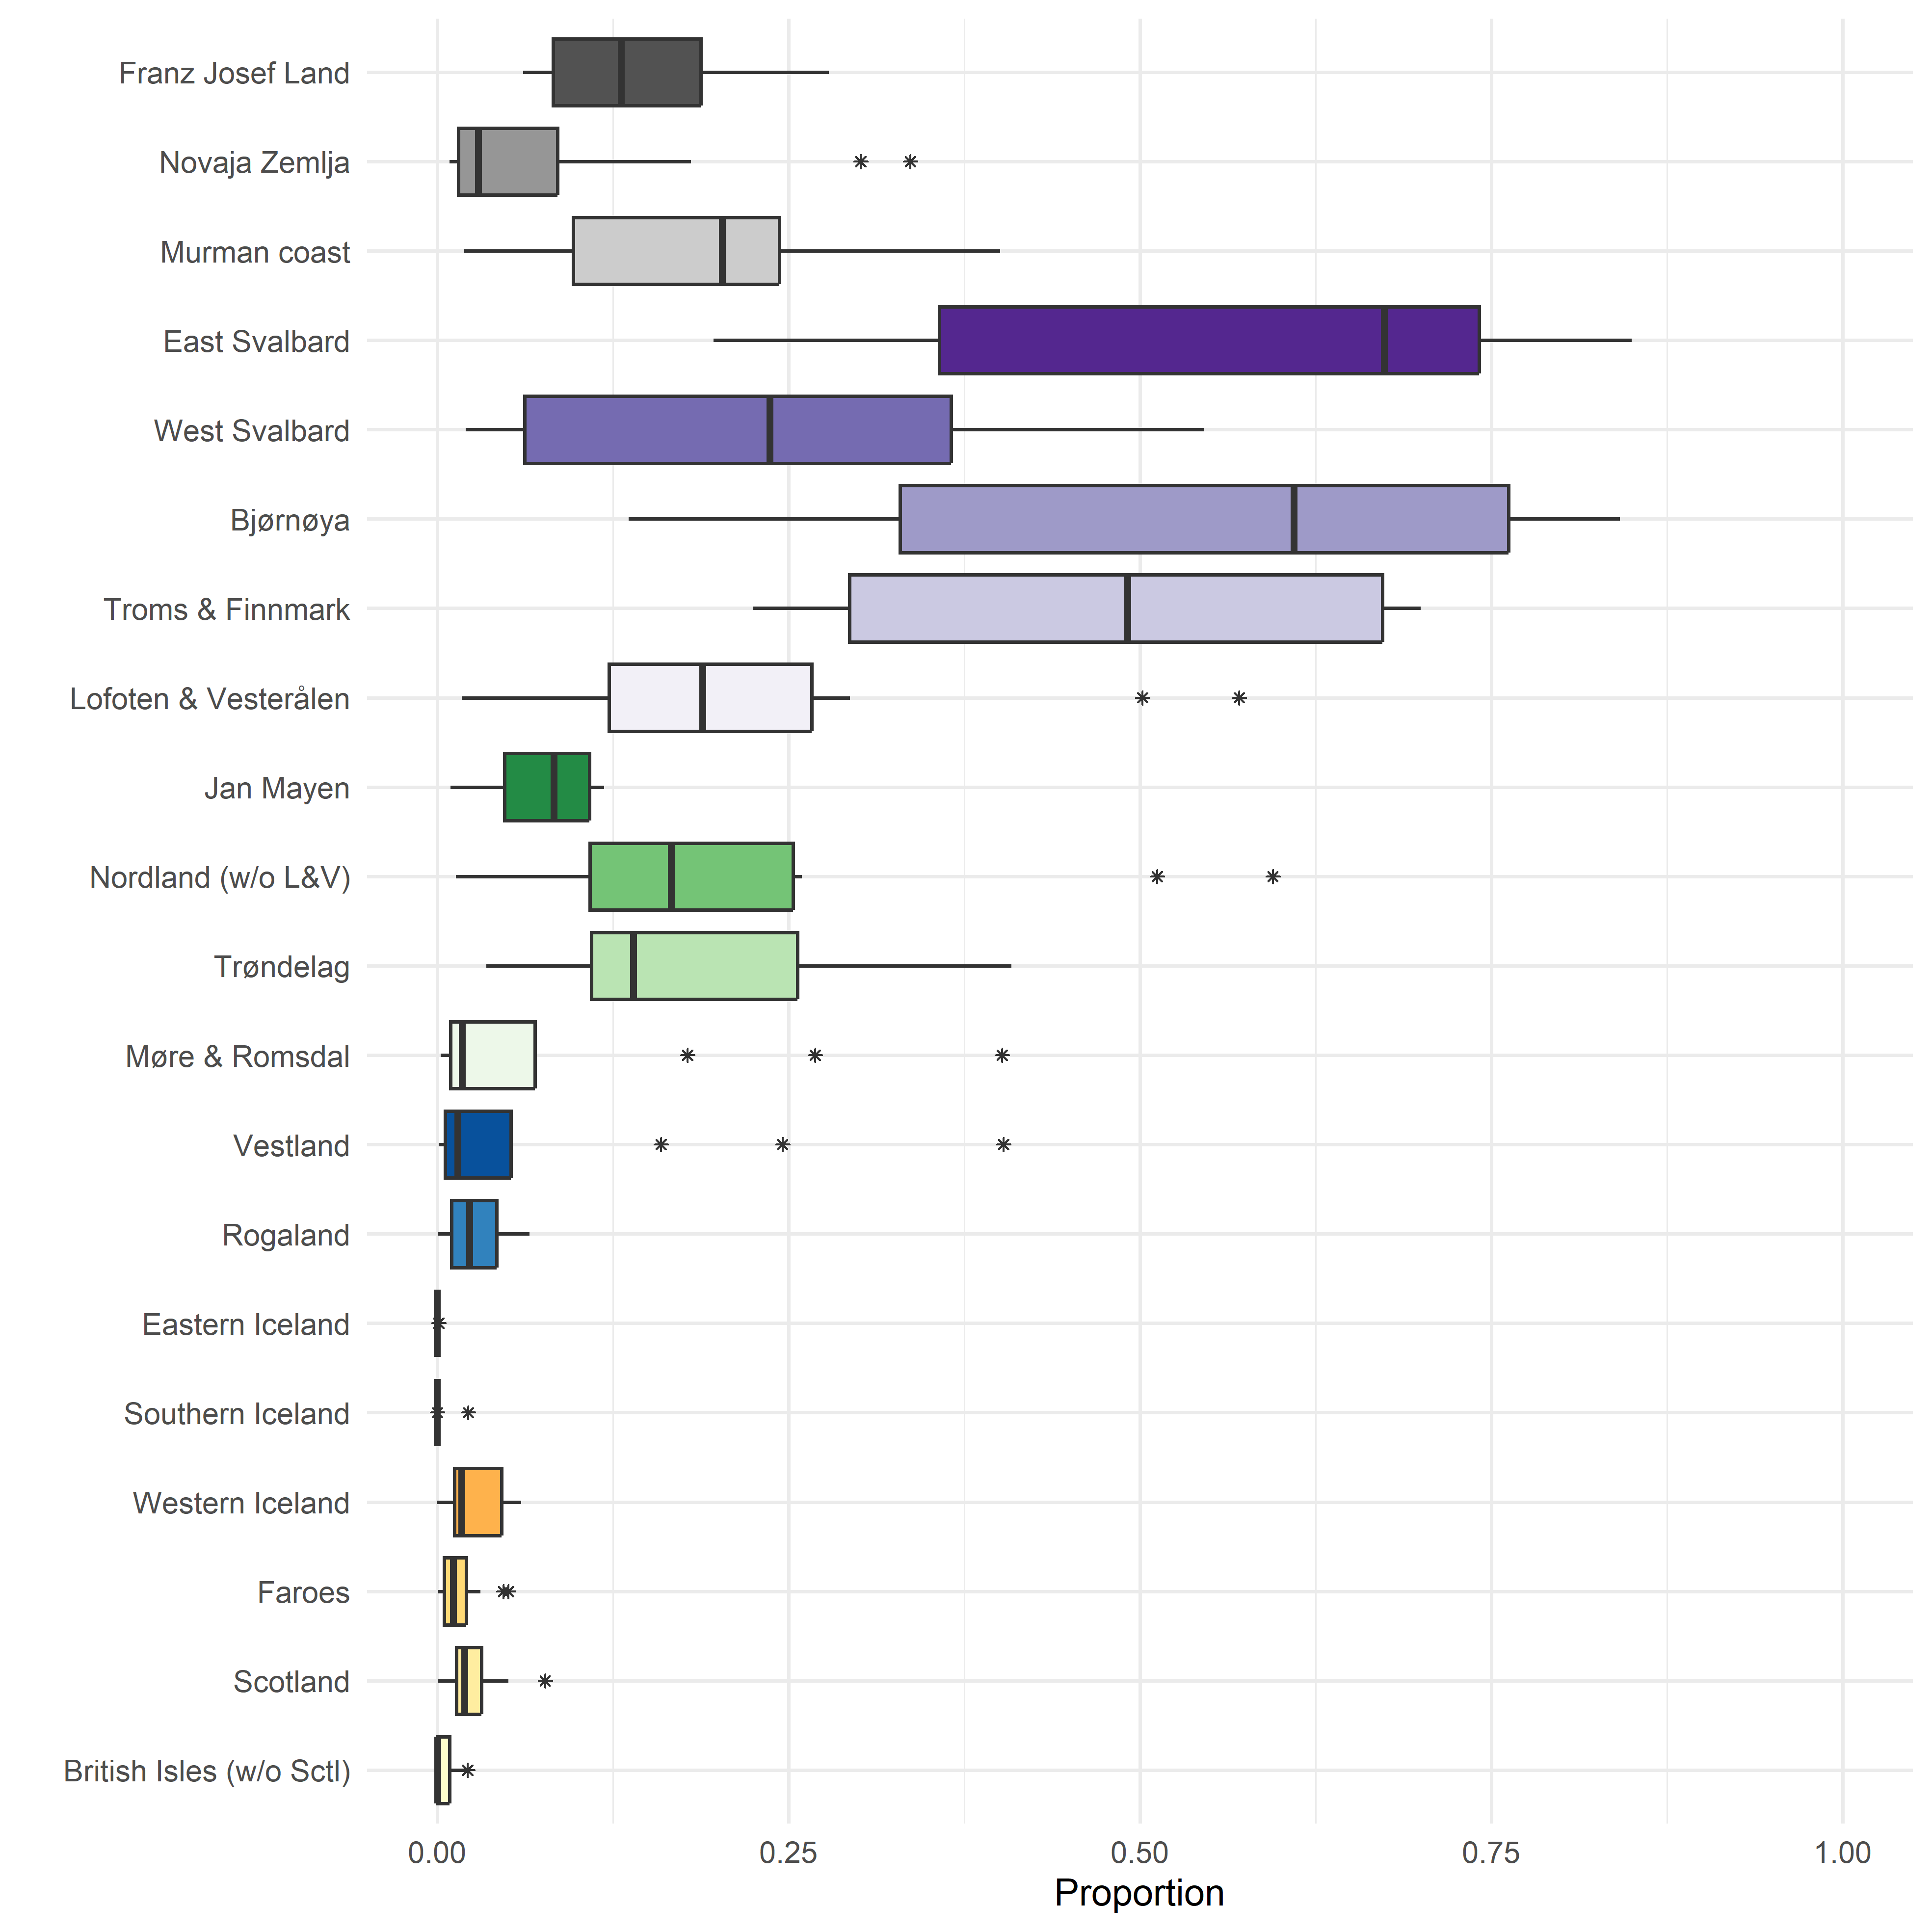 Franz Josef Land
Novaja Zemlja
Murman coast
East Svalbard
West Svalbard
Bjørnøya
Troms & Finnmark
Lofoten & Vesterålen
Jan Mayen
Nordland (w/o L&V)
Trøndelag
Møre & Romsdal
Vestland
Rogaland
Eastern Iceland
Southern Iceland
Western Iceland
Faroes
Scotland
British Isles (w/o Sctl)
0.00 0.25 0.50 0.75 1.00
Proportion